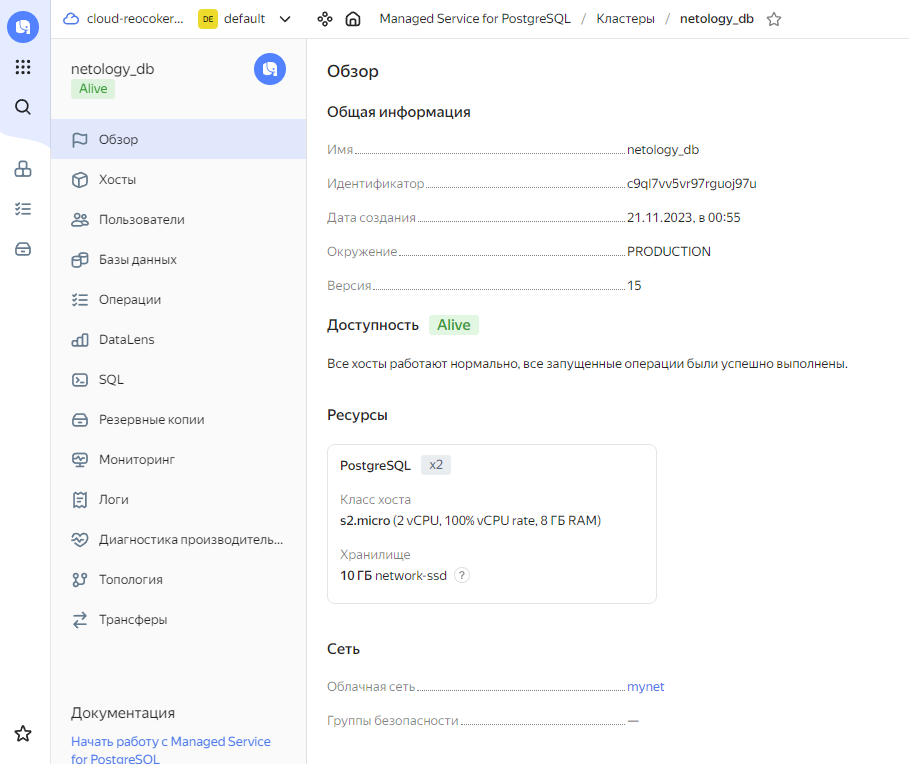 cloud-reocoker... DE default Managed Service for PostgreSQL / Кластеры / netology_db
netology_db
Alive
Обзор
Хосты
Пользователи
Базы данных
Операции
DataLens
SQL
Резервные копии
Мониторинг
Логи
Диагностика производитель...
Топология
Трансферы
Документация
Начать работу с Managed Service
for PostgreSQL
Обзор
Общая информация
Имя netology_db
Идентификатор c9ql7vv5vr97rguoj97u
Дата создания 21.11.2023, в 00:55
Окружение PRODUCTION
Версия 15
Доступность Alive
Все хосты работают нормально, все запущенные операции были успешно выполнены.
Ресурсы
PostgreSQL x2
Класс хоста
s2.micro (2 vCPU, 100% vCPU rate, 8 ГБ RAM)
Хранилище
10 ГБ network-ssd ?
Сеть
Облачная сеть mynet
Группы безопасности —